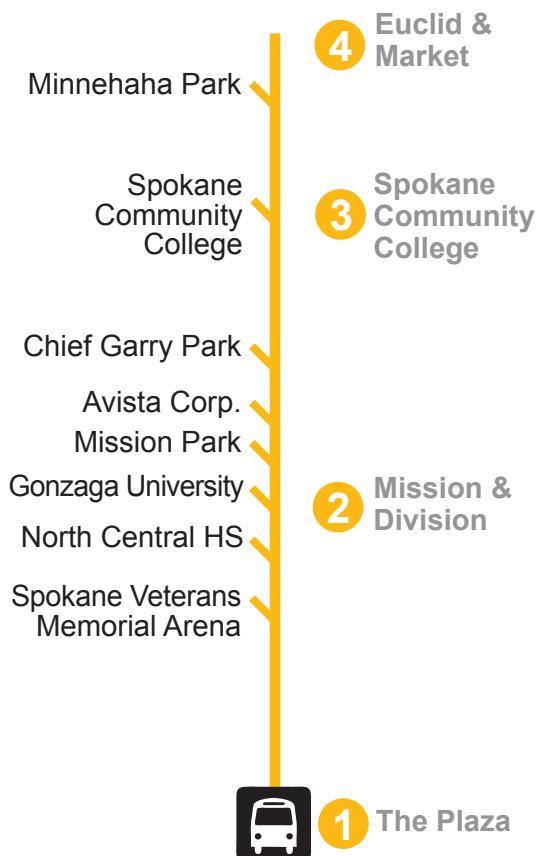 4
Euclid &
Market
Minnehaha Park
Spokane
Community
College
3
Spokane
Community
College
Chief Garry Park
Avista Corp.
Mission Park
Gonzaga University
2
Mission &
Division
North Central HS
Spokane Veterans
Memorial Arena
1
The Plaza